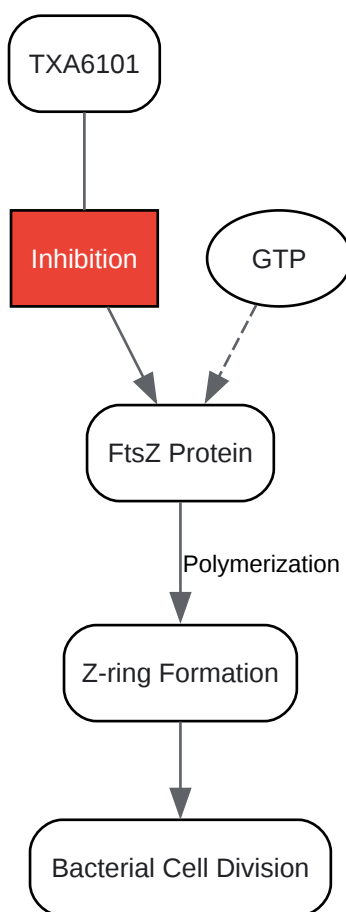 TXA6101
Inhibition
GTP
FtsZ Protein
Polymerization
Z-ring Formation
Bacterial Cell Division